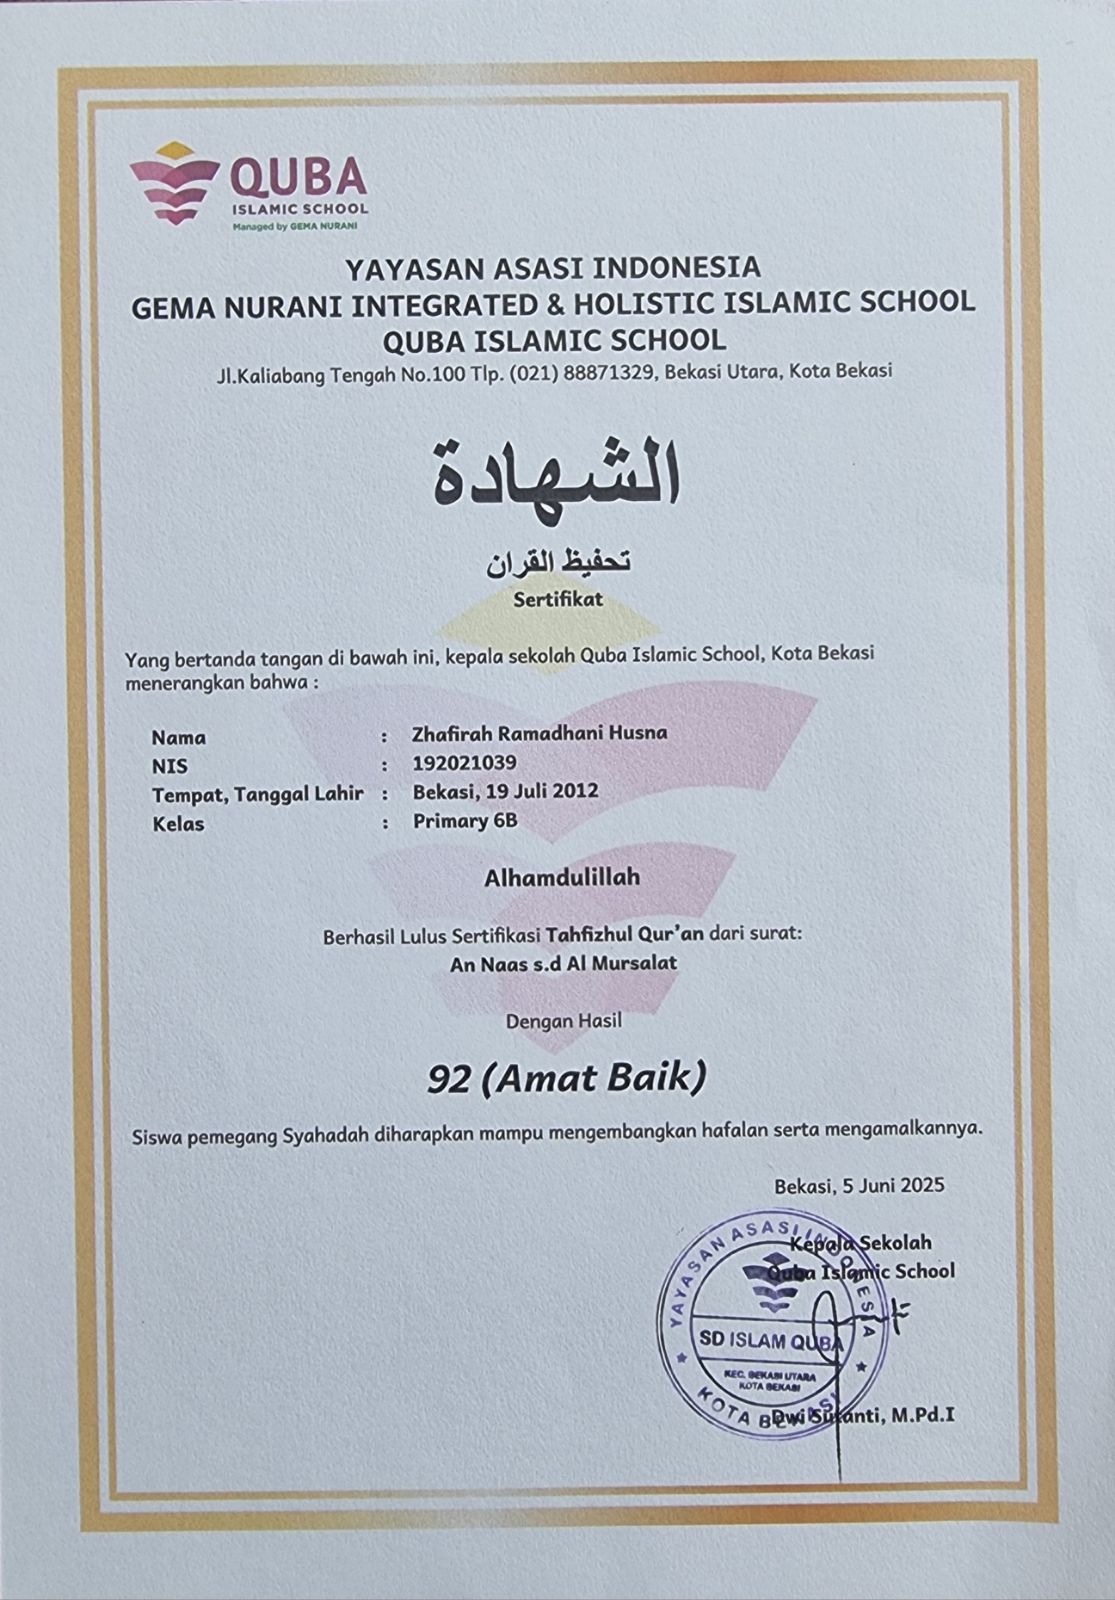 QUBA
ISLAMIC SCHOOL
Managed by GEMA NURANI
YAYASAN ASASI INDONESIA
GEMA NURANI INTEGRATED & HOLISTIC ISLAMIC SCHOOL
QUBA ISLAMIC SCHOOL
Jl.Kaliabang Tengah No.100 Tlp. (021) 88871329, Bekasi Utara, Kota Bekasi
الشهادة
تحفيظ القران
Sertifikat
Yang bertanda tangan di bawah ini, kepala sekolah Quba Islamic School, Kota Bekasi
menerangkan bahwa :
Nama : Zhafirah Ramadhani Husna
NIS : 192021039
Tempat, Tanggal Lahir : Bekasi, 19 Juli 2012
Kelas : Primary 6B
Alhamdulillah
Berhasil Lulus Sertifikasi Tahfizhul Qur'an dari surat:
An Naas s.d Al Mursalat
Dengan Hasil
92 (Amat Baik)
Siswa pemegang Syahadah diharapkan mampu mengembangkan hafalan serta mengamalkannya.
Bekasi, 5 Juni 2025
Kepala Sekolah
Quba Islamic School
YAYASAN ASASI INDONESIA
SD ISLAM QUBA
KEC. BEKASI UTARA
KOTA BEKASI
KOTA BEKASI
Dwi Sutanti, M.Pd.I